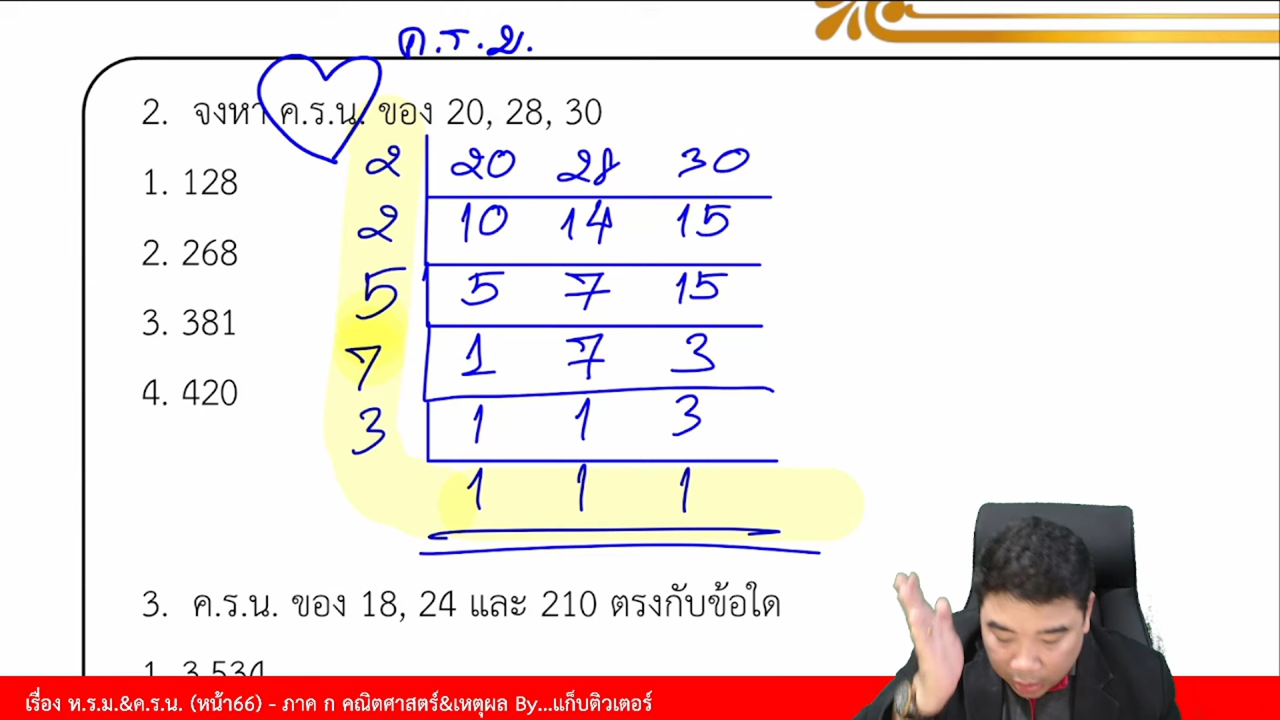 ค.ร.น.
2. จงหา ค.ร.น. ของ 20, 28, 30
2 20 28 30
1. 128
2 10 14 15
2. 268
5 5 7 15
3. 381
7 1 7 3
4. 420
3 1 1 3
1 1 1
3. ค.ร.น. ของ 18, 24 และ 210 ตรงกับข้อใด
1. 3,534
เรื่อง ห.ร.ม.&ค.ร.น. (หน้า66) - ภาค ก คณิตศาสตร์&เหตุผล By...แก็บติวเตอร์